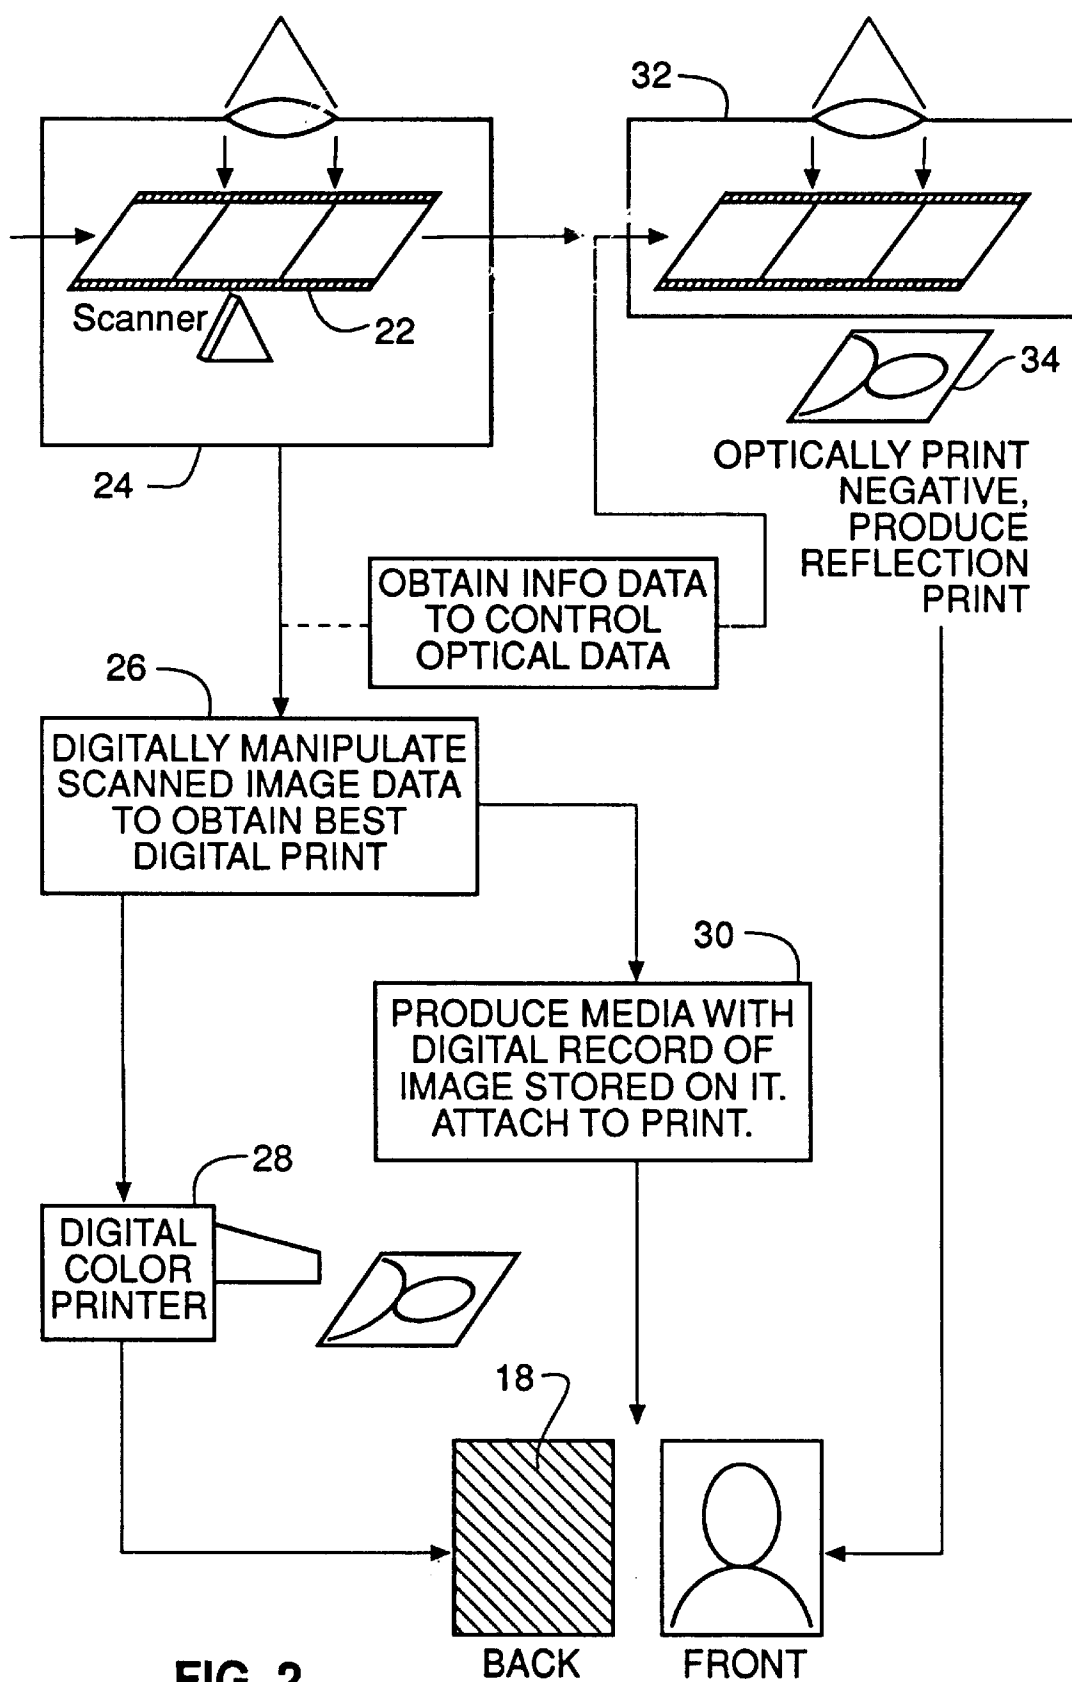 32
Scanner
22
34
24
OPTICALLY PRINT
NEGATIVE,
PRODUCE
REFLECTION
PRINT
OBTAIN INFO DATA
TO CONTROL
OPTICAL DATA
26
DIGITALLY MANIPULATE
SCANNED IMAGE DATA
TO OBTAIN BEST
DIGITAL PRINT
30
PRODUCE MEDIA WITH
DIGITAL RECORD OF
IMAGE STORED ON IT.
ATTACH TO PRINT.
28
DIGITAL
COLOR
PRINTER
18
BACK
FRONT
FIG. 2